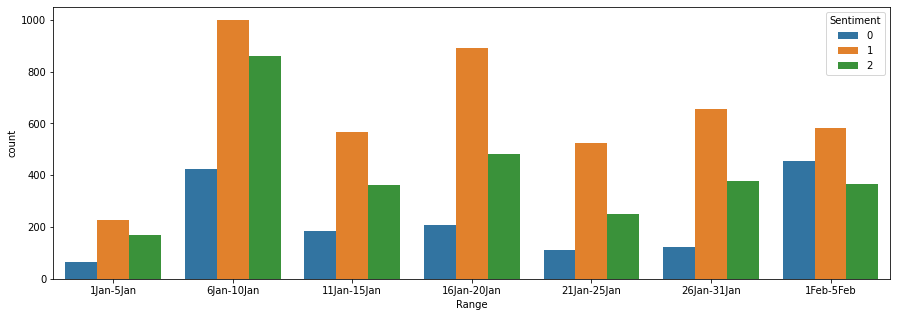 Sentiment
0
1
2
1000
800
600
400
200
0
count
1Jan-5Jan 6Jan-10Jan 11Jan-15Jan 16Jan-20Jan 21Jan-25Jan 26Jan-31Jan 1Feb-5Feb
Range